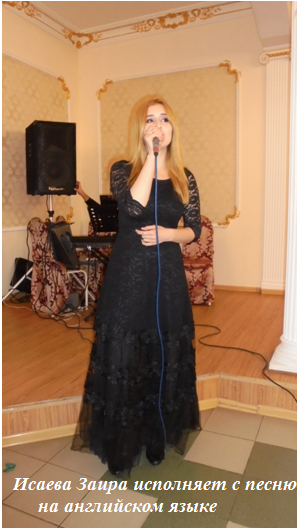 Исаева Заира исполняет с песню
на английском языке